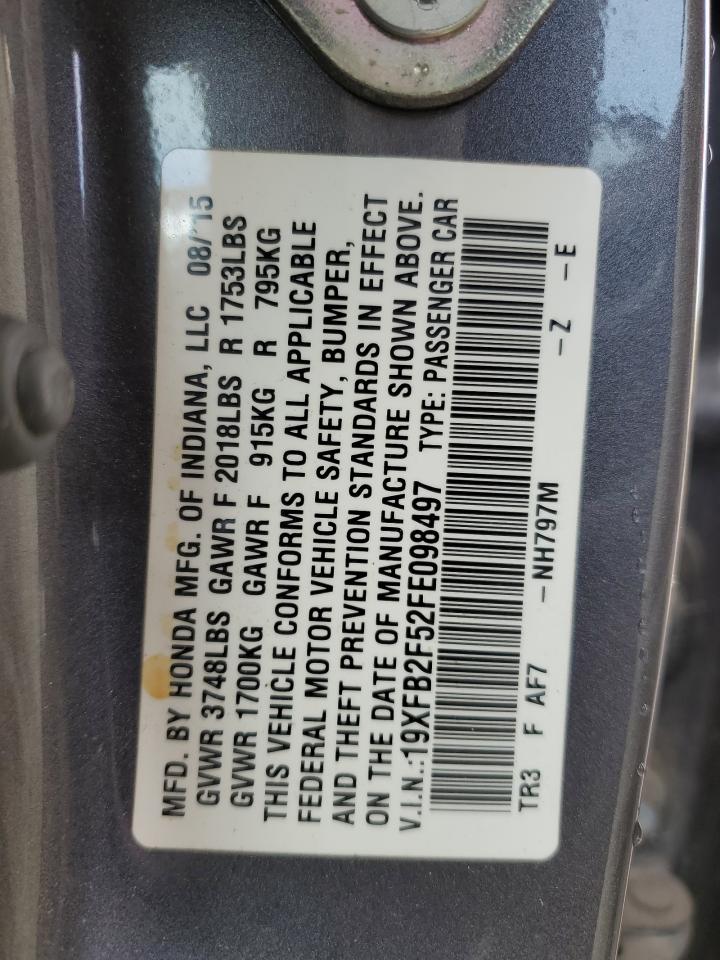 MFD. BY HONDA MFG. OF INDIANA, LLC 08/15
GVWR 3748LBS GAWR F 2018LBS R 1753LBS
GVWR 1700KG GAWR F 915KG R 795KG
THIS VEHICLE CONFORMS TO ALL APPLICABLE
FEDERAL MOTOR VEHICLE SAFETY, BUMPER,
AND THEFT PREVENTION STANDARDS IN EFFECT
ON THE DATE OF MANUFACTURE SHOWN ABOVE.
V.I.N.:19XFB2F52FE098497 TYPE: PASSENGER CAR
TR3 F AF7 -NH797M -Z -E